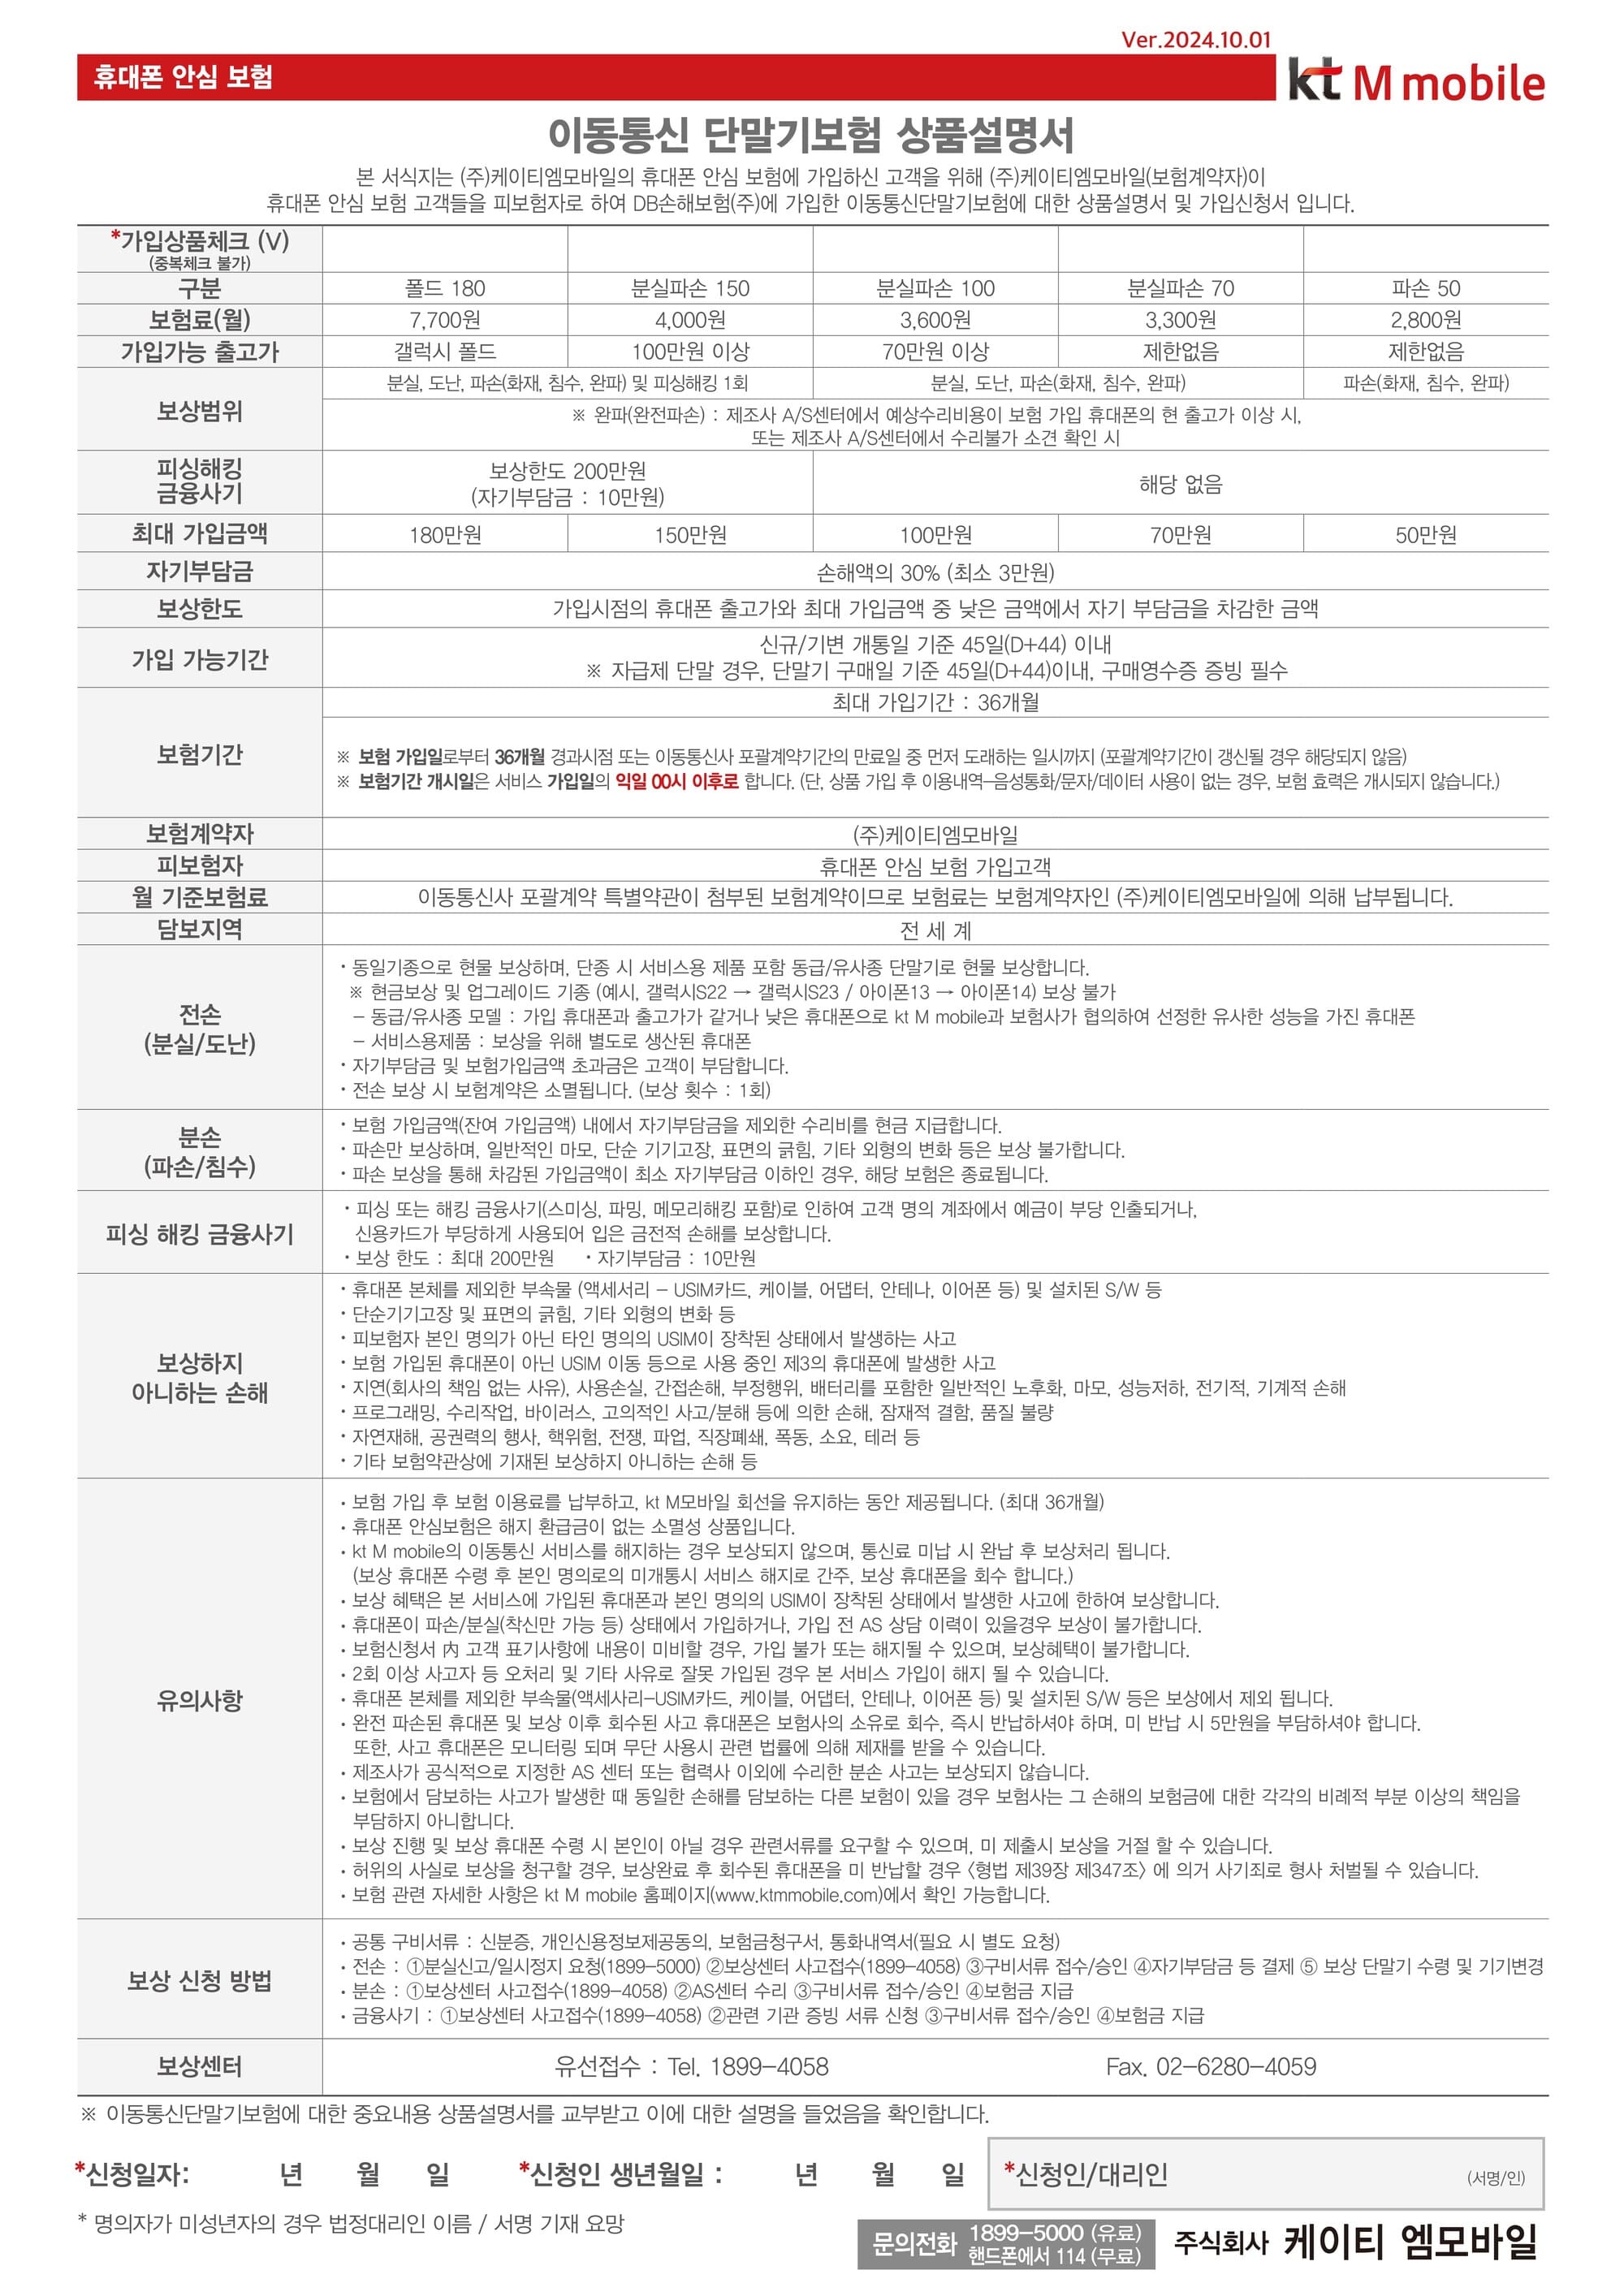 Ver.2024.10.01
휴대폰 안심 보험
kt M mobile
이동통신 단말기보험 상품설명서
본 서식지는 (주)케이티엠모바일의 휴대폰 안심 보험에 가입하신 고객을 위해 (주)케이티엠모바일(보험계약자)이
휴대폰 안심 보험 고객들을 피보험자로 하여 DB손해보험(주)에 가입한 이동통신단말기보험에 대한 상품설명서 및 가입신청서 입니다.
*가입상품체크 (V)
(중복체크 불가)
구분 폴드 180 분실파손 150 분실파손 100 분실파손 70 파손 50
보험료(월) 7,700원 4,000원 3,600원 3,300원 2,800원
가입가능 출고가 갤럭시 폴드 100만원 이상 70만원 이상 제한없음 제한없음
보상범위
분실, 도난, 파손(화재, 침수, 완파) 및 피싱해킹 1회 분실, 도난, 파손(화재, 침수, 완파) 파손(화재, 침수, 완파)
※ 완파(완전파손) : 제조사 A/S센터에서 예상수리비용이 보험 가입 휴대폰의 현 출고가 이상 시,
또는 제조사 A/S센터에서 수리불가 소견 확인 시
피싱해킹
금융사기
보상한도 200만원
(자기부담금 : 10만원)
해당 없음
최대 가입금액 180만원 150만원 100만원 70만원 50만원
자기부담금 손해액의 30% (최소 3만원)
보상한도 가입시점의 휴대폰 출고가와 최대 가입금액 중 낮은 금액에서 자기 부담금을 차감한 금액
가입 가능기간
신규/기변 개통일 기준 45일(D+44) 이내
※ 자급제 단말 경우, 단말기 구매일 기준 45일(D+44)이내, 구매영수증 증빙 필수
보험기간
최대 가입기간 : 36개월
※ 보험 가입일로부터 36개월 경과시점 또는 이동통신사 포괄계약기간의 만료일 중 먼저 도래하는 일시까지 (포괄계약기간이 갱신될 경우 해당되지 않음)
※ 보험기간 개시일은 서비스 가입일의 익일 00시 이후로 합니다. (단, 상품 가입 후 이용내역-음성통화/문자/데이터 사용이 없는 경우, 보험 효력은 개시되지 않습니다.)
보험계약자 (주)케이티엠모바일
피보험자 휴대폰 안심 보험 가입고객
월 기준보험료 이동통신사 포괄계약 특별약관이 첨부된 보험계약이므로 보험료는 보험계약자인 (주)케이티엠모바일에 의해 납부됩니다.
담보지역 전 세 계
전손
(분실/도난)
· 동일기종으로 현물 보상하며, 단종 시 서비스용 제품 포함 동급/유사종 단말기로 현물 보상합니다.
※ 현금보상 및 업그레이드 기종 (예시, 갤럭시S22 → 갤럭시S23 / 아이폰13 → 아이폰14) 보상 불가
- 동급/유사종 모델 : 가입 휴대폰과 출고가가 같거나 낮은 휴대폰으로 kt M mobile과 보험사가 협의하여 선정한 유사한 성능을 가진 휴대폰
- 서비스용제품 : 보상을 위해 별도로 생산된 휴대폰
· 자기부담금 및 보험가입금액 초과금은 고객이 부담합니다.
· 전손 보상 시 보험계약은 소멸됩니다. (보상 횟수 : 1회)
분손
(파손/침수)
· 보험 가입금액(잔여 가입금액) 내에서 자기부담금을 제외한 수리비를 현금 지급합니다.
· 파손만 보상하며, 일반적인 마모, 단순 기기고장, 표면의 긁힘, 기타 외형의 변화 등은 보상 불가합니다.
· 파손 보상을 통해 차감된 가입금액이 최소 자기부담금 이하인 경우, 해당 보험은 종료됩니다.
피싱 해킹 금융사기
· 피싱 또는 해킹 금융사기(스미싱, 파밍, 메모리해킹 포함)로 인하여 고객 명의 계좌에서 예금이 부당 인출되거나,
신용카드가 부당하게 사용되어 입은 금전적 손해를 보상합니다.
· 보상 한도 : 최대 200만원 · 자기부담금 : 10만원
보상하지
아니하는 손해
· 휴대폰 본체를 제외한 부속물 (액세서리 - USIM카드, 케이블, 어댑터, 안테나, 이어폰 등) 및 설치된 S/W 등
· 단순기기고장 및 표면의 긁힘, 기타 외형의 변화 등
· 피보험자 본인 명의가 아닌 타인 명의의 USIM이 장착된 상태에서 발생하는 사고
· 보험 가입된 휴대폰이 아닌 USIM 이동 등으로 사용 중인 제3의 휴대폰에 발생한 사고
· 지연(회사의 책임 없는 사유), 사용손실, 간접손해, 부정행위, 배터리를 포함한 일반적인 노후화, 마모, 성능저하, 전기적, 기계적 손해
· 프로그래밍, 수리작업, 바이러스, 고의적인 사고/분해 등에 의한 손해, 잠재적 결함, 품질 불량
· 자연재해, 공권력의 행사, 핵위험, 전쟁, 파업, 직장폐쇄, 폭동, 소요, 테러 등
· 기타 보험약관상에 기재된 보상하지 아니하는 손해 등
유의사항
· 보험 가입 후 보험 이용료를 납부하고, kt M모바일 회선을 유지하는 동안 제공됩니다. (최대 36개월)
· 휴대폰 안심보험은 해지 환급금이 없는 소멸성 상품입니다.
· kt M mobile의 이동통신 서비스를 해지하는 경우 보상되지 않으며, 통신료 미납 시 완납 후 보상처리 됩니다.
(보상 휴대폰 수령 후 본인 명의로의 미개통시 서비스 해지로 간주, 보상 휴대폰을 회수 합니다.)
· 보상 혜택은 본 서비스에 가입된 휴대폰과 본인 명의의 USIM이 장착된 상태에서 발생한 사고에 한하여 보상합니다.
· 휴대폰이 파손/분실(착신만 가능 등) 상태에서 가입하거나, 가입 전 AS 상담 이력이 있을경우 보상이 불가합니다.
· 보험신청서 內 고객 표기사항에 내용이 미비할 경우, 가입 불가 또는 해지될 수 있으며, 보상혜택이 불가합니다.
· 2회 이상 사고자 등 오처리 및 기타 사유로 잘못 가입된 경우 본 서비스 가입이 해지 될 수 있습니다.
· 휴대폰 본체를 제외한 부속물(액세사리-USIM카드, 케이블, 어댑터, 안테나, 이어폰 등) 및 설치된 S/W 등은 보상에서 제외 됩니다.
· 완전 파손된 휴대폰 및 보상 이후 회수된 사고 휴대폰은 보험사의 소유로 회수, 즉시 반납하셔야 하며, 미 반납 시 5만원을 부담하셔야 합니다.
또한, 사고 휴대폰은 모니터링 되며 무단 사용시 관련 법률에 의해 제재를 받을 수 있습니다.
· 제조사가 공식적으로 지정한 AS 센터 또는 협력사 이외에 수리한 분손 사고는 보상되지 않습니다.
· 보험에서 담보하는 사고가 발생한 때 동일한 손해를 담보하는 다른 보험이 있을 경우 보험사는 그 손해의 보험금에 대한 각각의 비례적 부분 이상의 책임을
부담하지 아니합니다.
· 보상 진행 및 보상 휴대폰 수령 시 본인이 아닐 경우 관련서류를 요구할 수 있으며, 미 제출시 보상을 거절 할 수 있습니다.
· 허위의 사실로 보상을 청구할 경우, 보상완료 후 회수된 휴대폰을 미 반납할 경우 〈형법 제39장 제347조〉 에 의거 사기죄로 형사 처벌될 수 있습니다.
· 보험 관련 자세한 사항은 kt M mobile 홈페이지(www.ktmmobile.com)에서 확인 가능합니다.
보상 신청 방법
· 공통 구비서류 : 신분증, 개인신용정보제공동의, 보험금청구서, 통화내역서(필요 시 별도 요청)
· 전손 : ①분실신고/일시정지 요청(1899-5000) ②보상센터 사고접수(1899-4058) ③구비서류 접수/승인 ④자기부담금 등 결제 ⑤ 보상 단말기 수령 및 기기변경
· 분손 : ①보상센터 사고접수(1899-4058) ②AS센터 수리 ③구비서류 접수/승인 ④보험금 지급
· 금융사기 : ①보상센터 사고접수(1899-4058) ②관련 기관 증빙 서류 신청 ③구비서류 접수/승인 ④보험금 지급
보상센터 유선접수 : Tel. 1899-4058 Fax. 02-6280-4059
※ 이동통신단말기보험에 대한 중요내용 상품설명서를 교부받고 이에 대한 설명을 들었음을 확인합니다.
*신청일자: 년 월 일 *신청인 생년월일 : 년 월 일 *신청인/대리인 (서명/인)
* 명의자가 미성년자의 경우 법정대리인 이름 / 서명 기재 요망
문의전화 1899-5000 (유료)
핸드폰에서 114 (무료)
주식회사 케이티 엠모바일